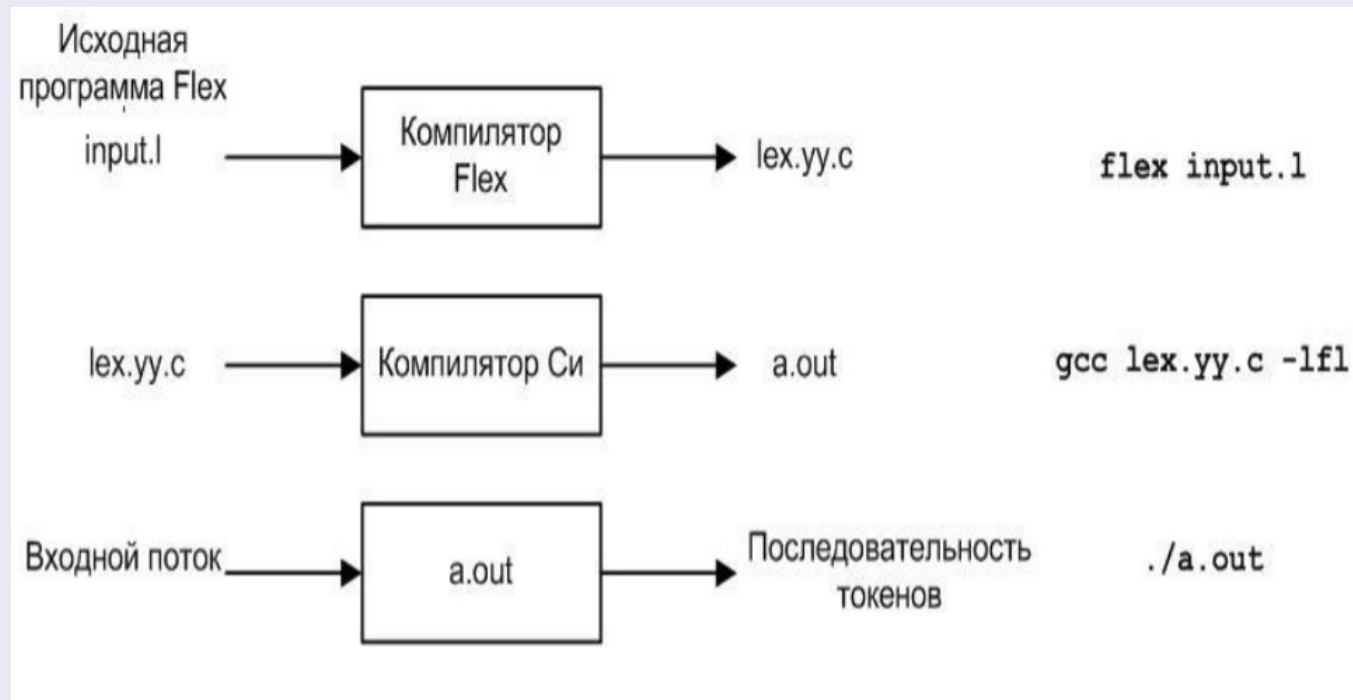 Исходная
программа Flex
input.l
Компилятор
Flex
lex.yy.c
flex input.l
lex.yy.c
Компилятор Си
a.out
gcc lex.yy.c -lfl
Входной поток
a.out
Последовательность
токенов
./a.out